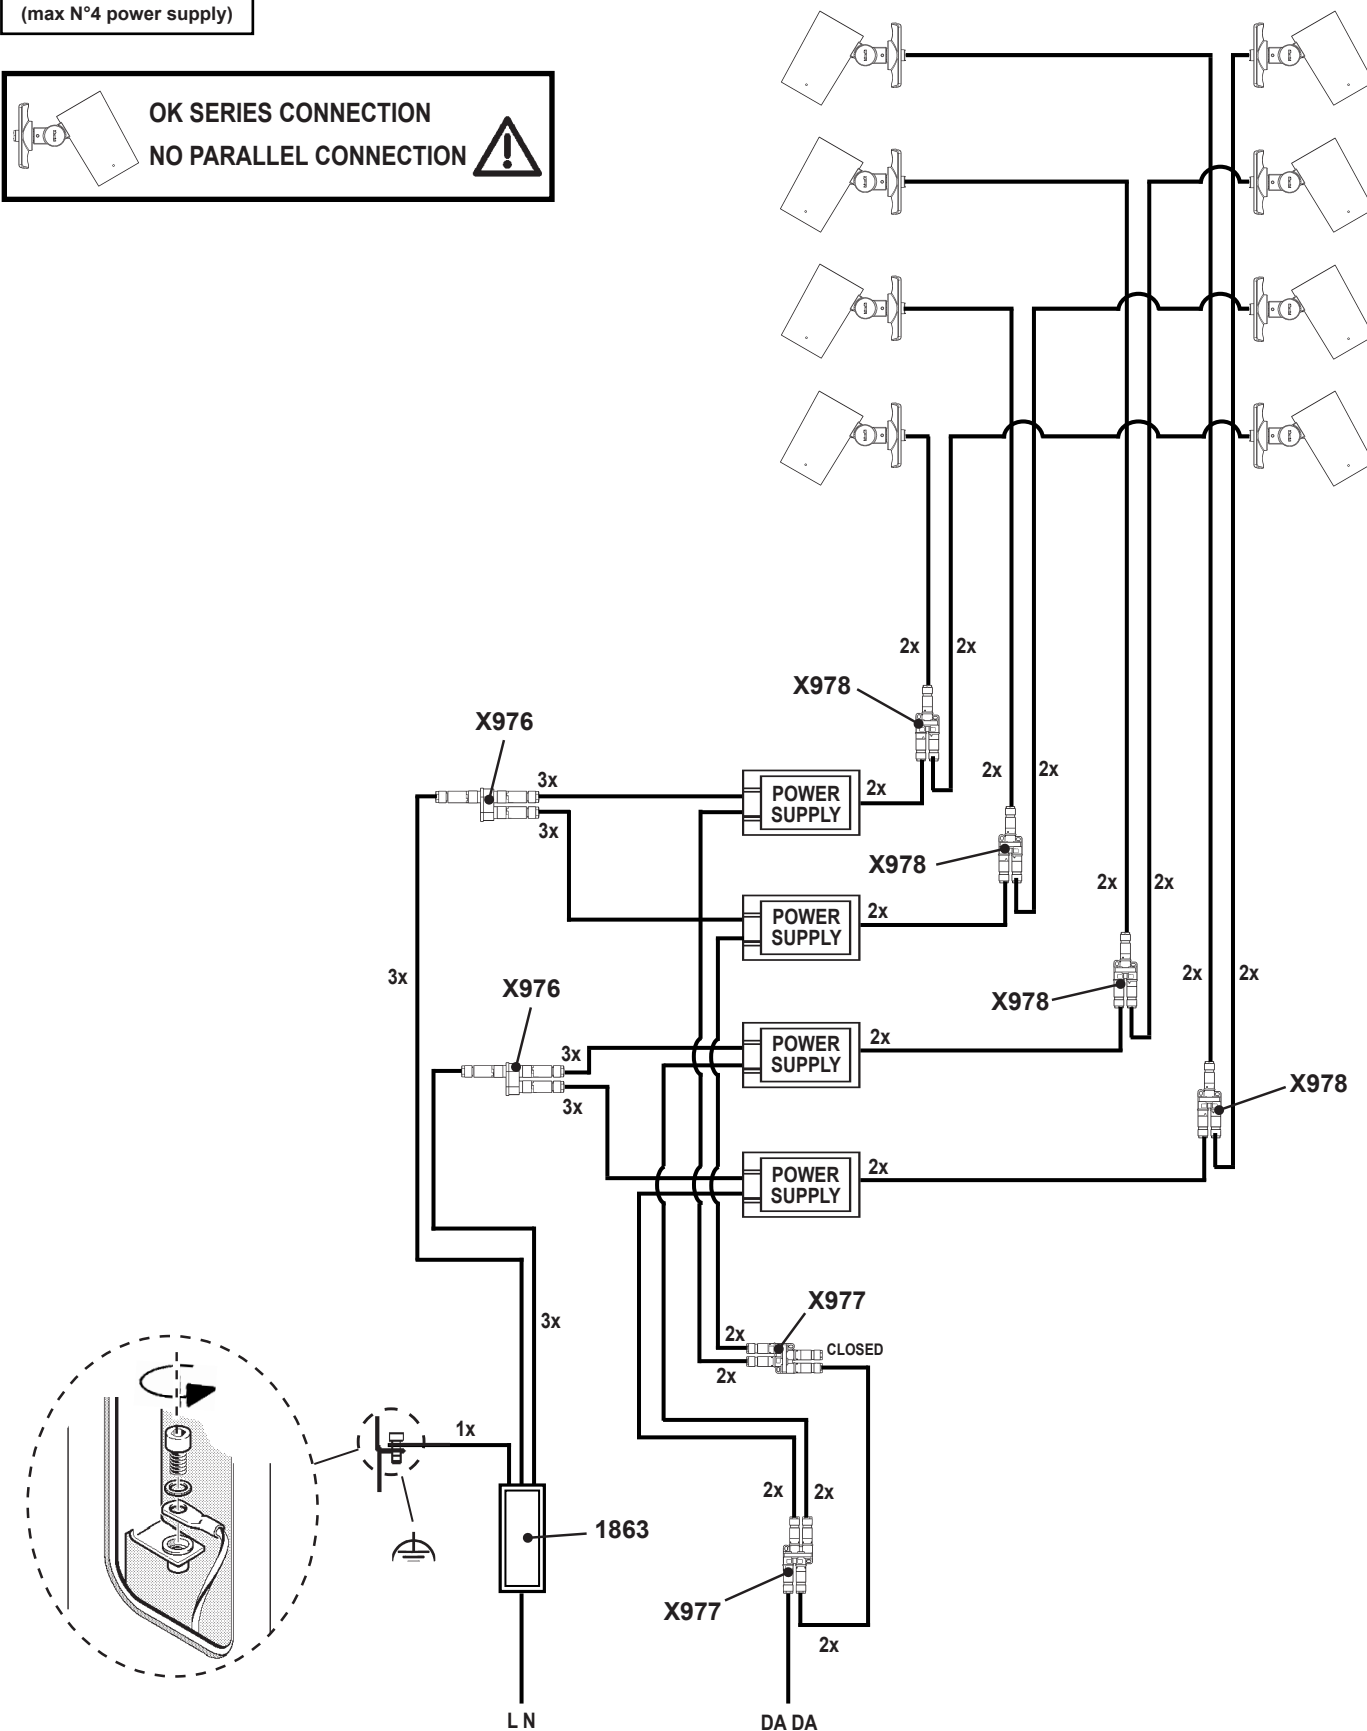 (max N°4 power supply)
OK SERIES CONNECTION
NO PARALLEL CONNECTION
2x
2x
X978
X976
3x
3x
POWER
SUPPLY
2x
2x
2x
X978
POWER
SUPPLY
2x
2x
2x
3x
X976
3x
3x
POWER
SUPPLY
2x
X978
2x
2x
X978
POWER
SUPPLY
2x
3x
X977
2x
CLOSED
2x
1x
2x
2x
1863
X977
2x
L N
DA DA